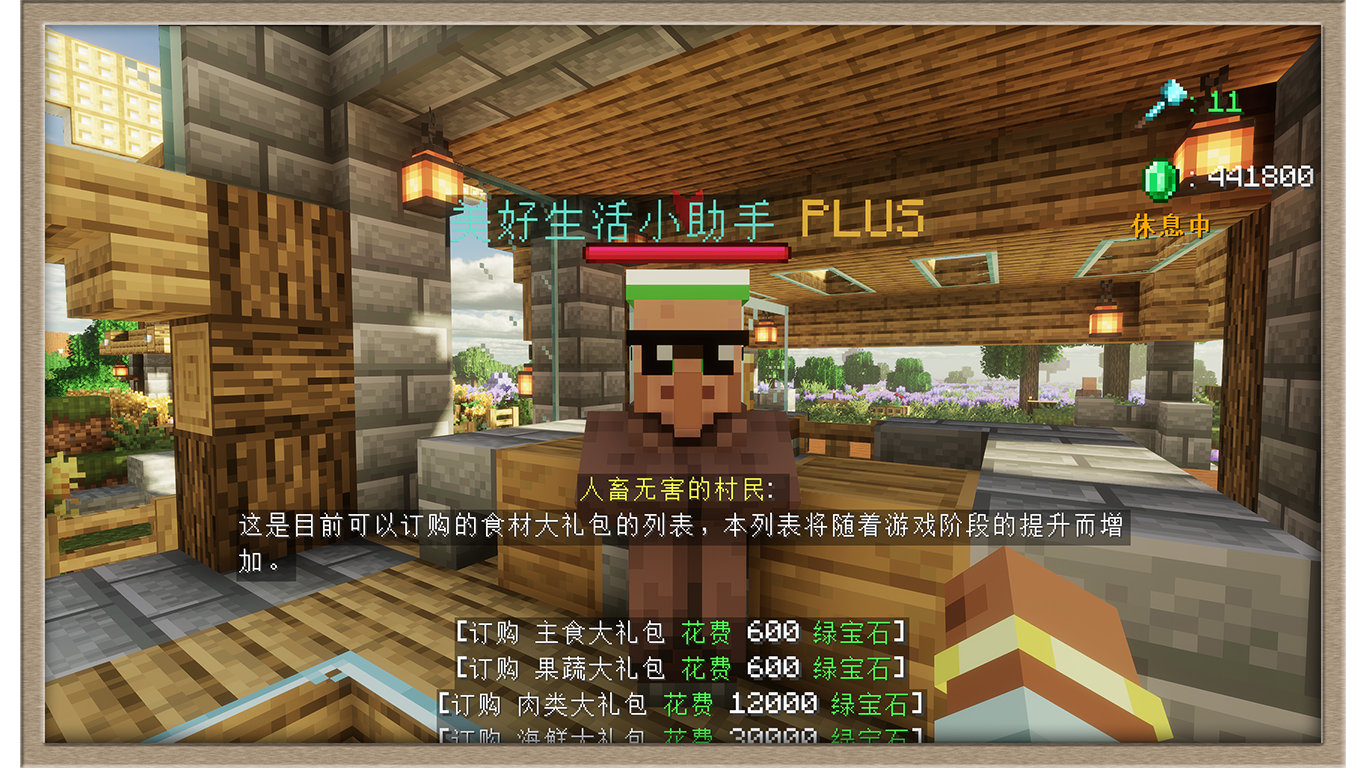 : 11
: 441800
休息中
美好生活小助手 PLUS
人畜无害的村民:
这是目前可以订购的食材大礼包的列表，本列表将随着游戏阶段的提升而增
加。
[订购 主食大礼包 花费 600 绿宝石]
[订购 果蔬大礼包 花费 600 绿宝石]
[订购 肉类大礼包 花费 12000 绿宝石]
[订购 海鲜大礼包 花费 30000 绿宝石]